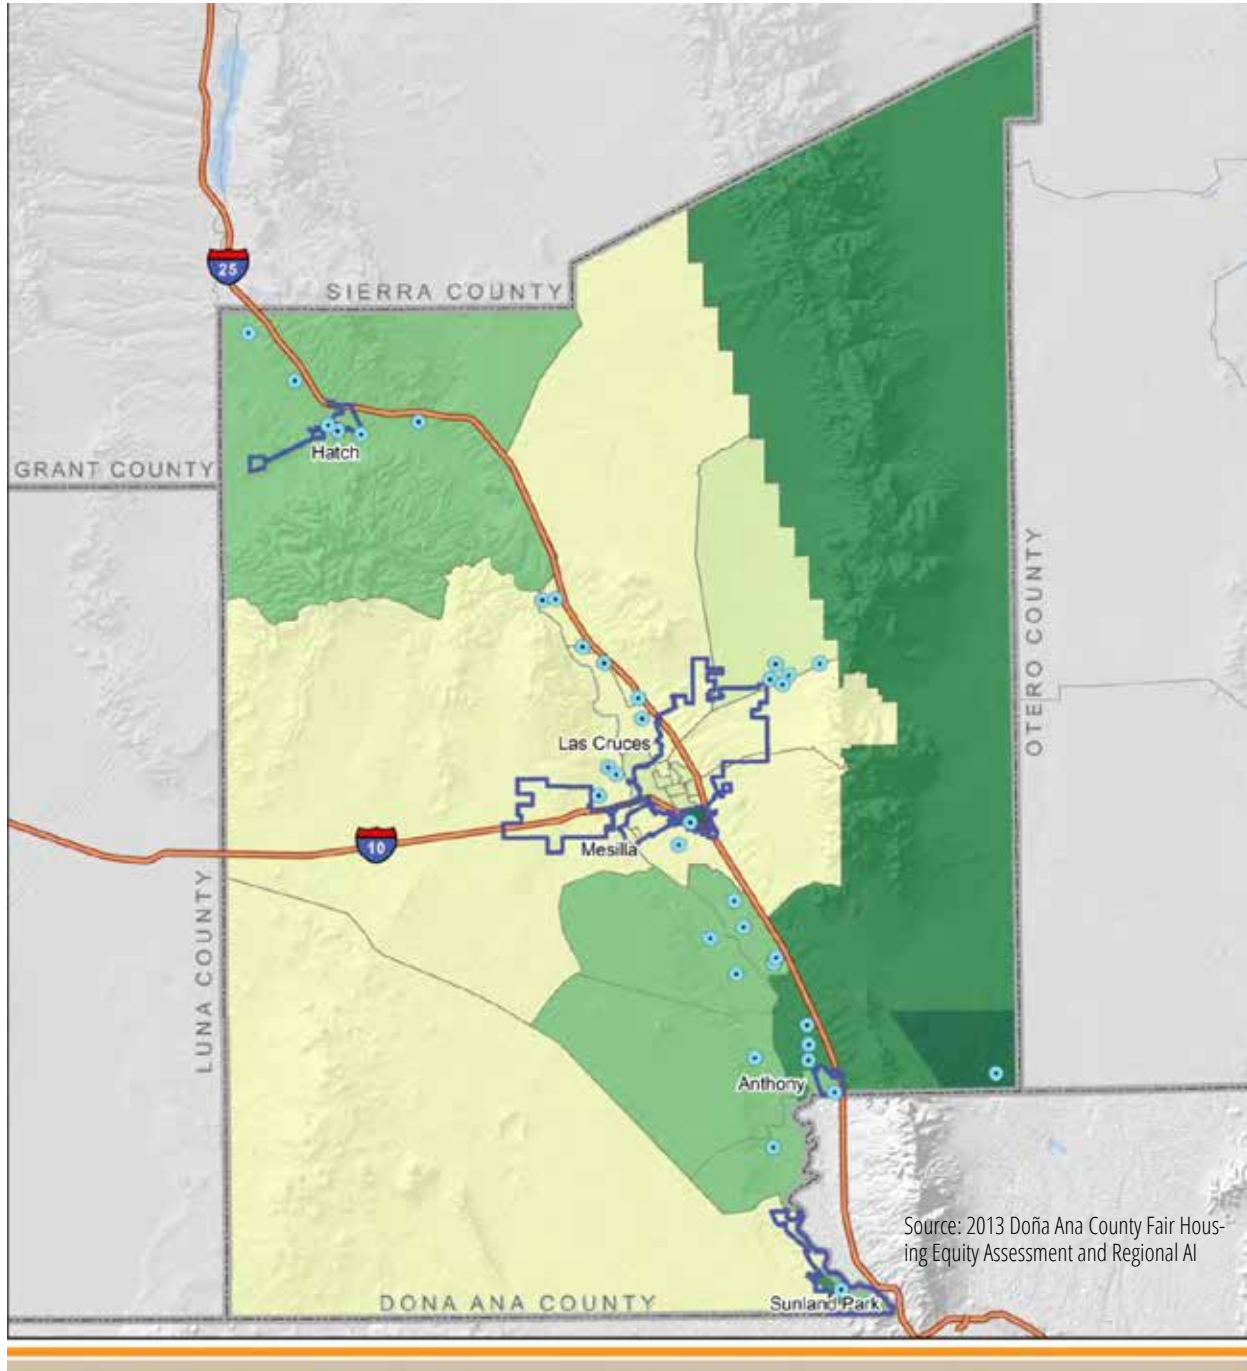 25
SIERRA COUNTY
GRANT COUNTY
Hatch
OTERO COUNTY
Las Cruces
10
Mesilla
LUNA COUNTY
Anthony
Source: 2013 Doña Ana County Fair Hous-
ing Equity Assessment and Regional AI
DONA ANA COUNTY
Sunland Park